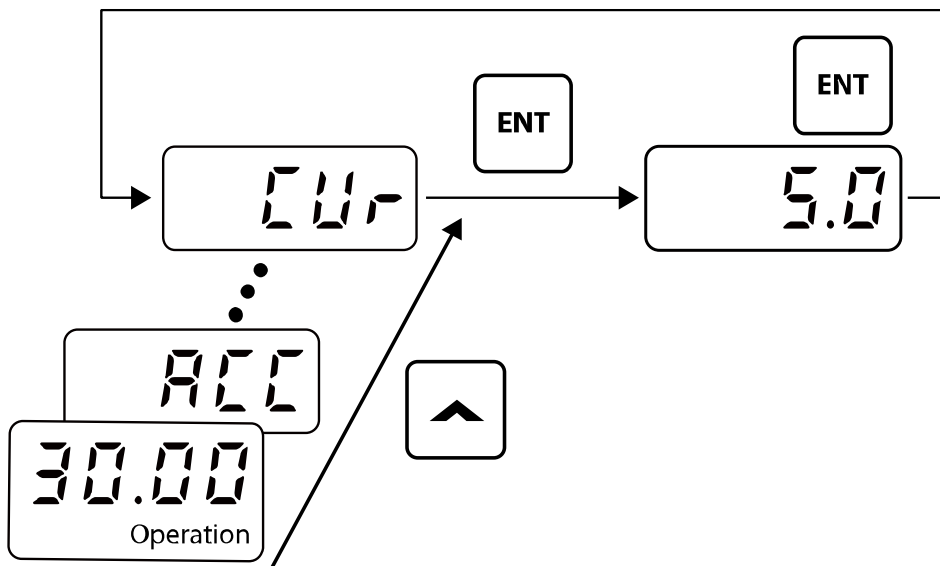 ENT
ENT
CUr
5.0
ACC
30.00
Operation